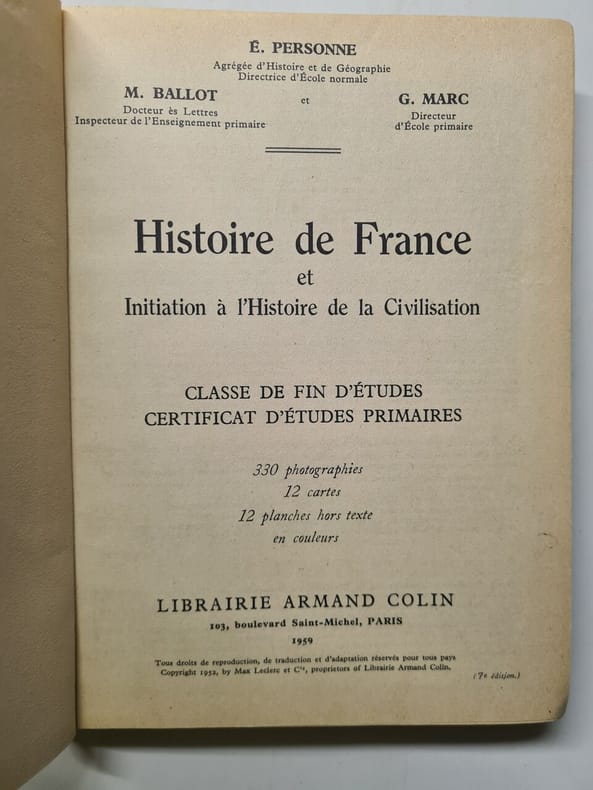 É. PERSONNE
Agrégée d'Histoire et de Géographie
Directrice d'École normale
M. BALLOT
Docteur ès Lettres
Inspecteur de l'Enseignement primaire
et
G. MARC
Directeur
d'École primaire
Histoire de France
et
Initiation à l'Histoire de la Civilisation
CLASSE DE FIN D'ÉTUDES
CERTIFICAT D'ÉTUDES PRIMAIRES
330 photographies
12 cartes
12 planches hors texte
en couleurs
LIBRAIRIE ARMAND COLIN
103, boulevard Saint-Michel, PARIS
1959
Tous droits de reproduction, de traduction et d'adaptation réservés pour tous pays
Copyright 1952, by Max Leclerc et Cie, proprietors of Librairie Armand Colin.
(7e édition.)